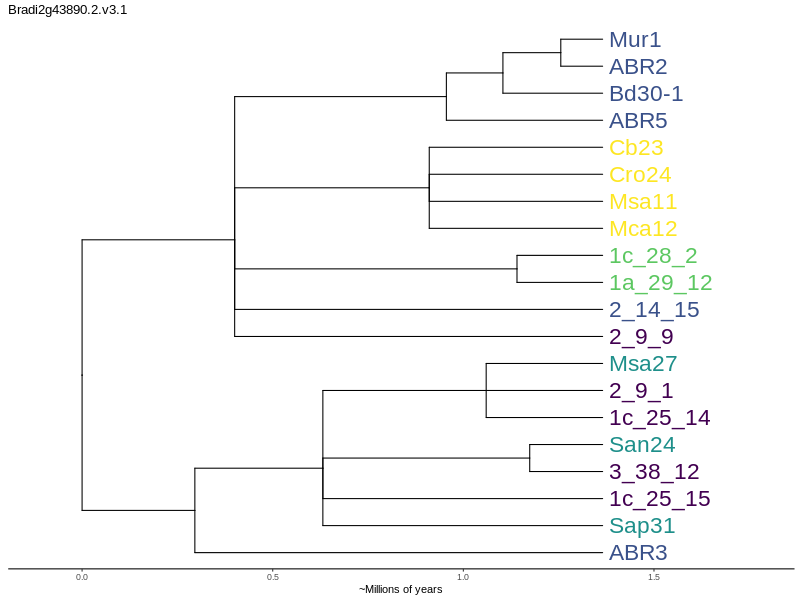 Bradi2g43890.2.v3.1
Mur1
ABR2
Bd30-1
ABR5
Cb23
Cro24
Msa11
Mca12
1c_28_2
1a_29_12
2_14_15
2_9_9
Msa27
2_9_1
1c_25_14
San24
3_38_12
1c_25_15
Sap31
ABR3
0.0 0.5 1.0 1.5
~Millions of years